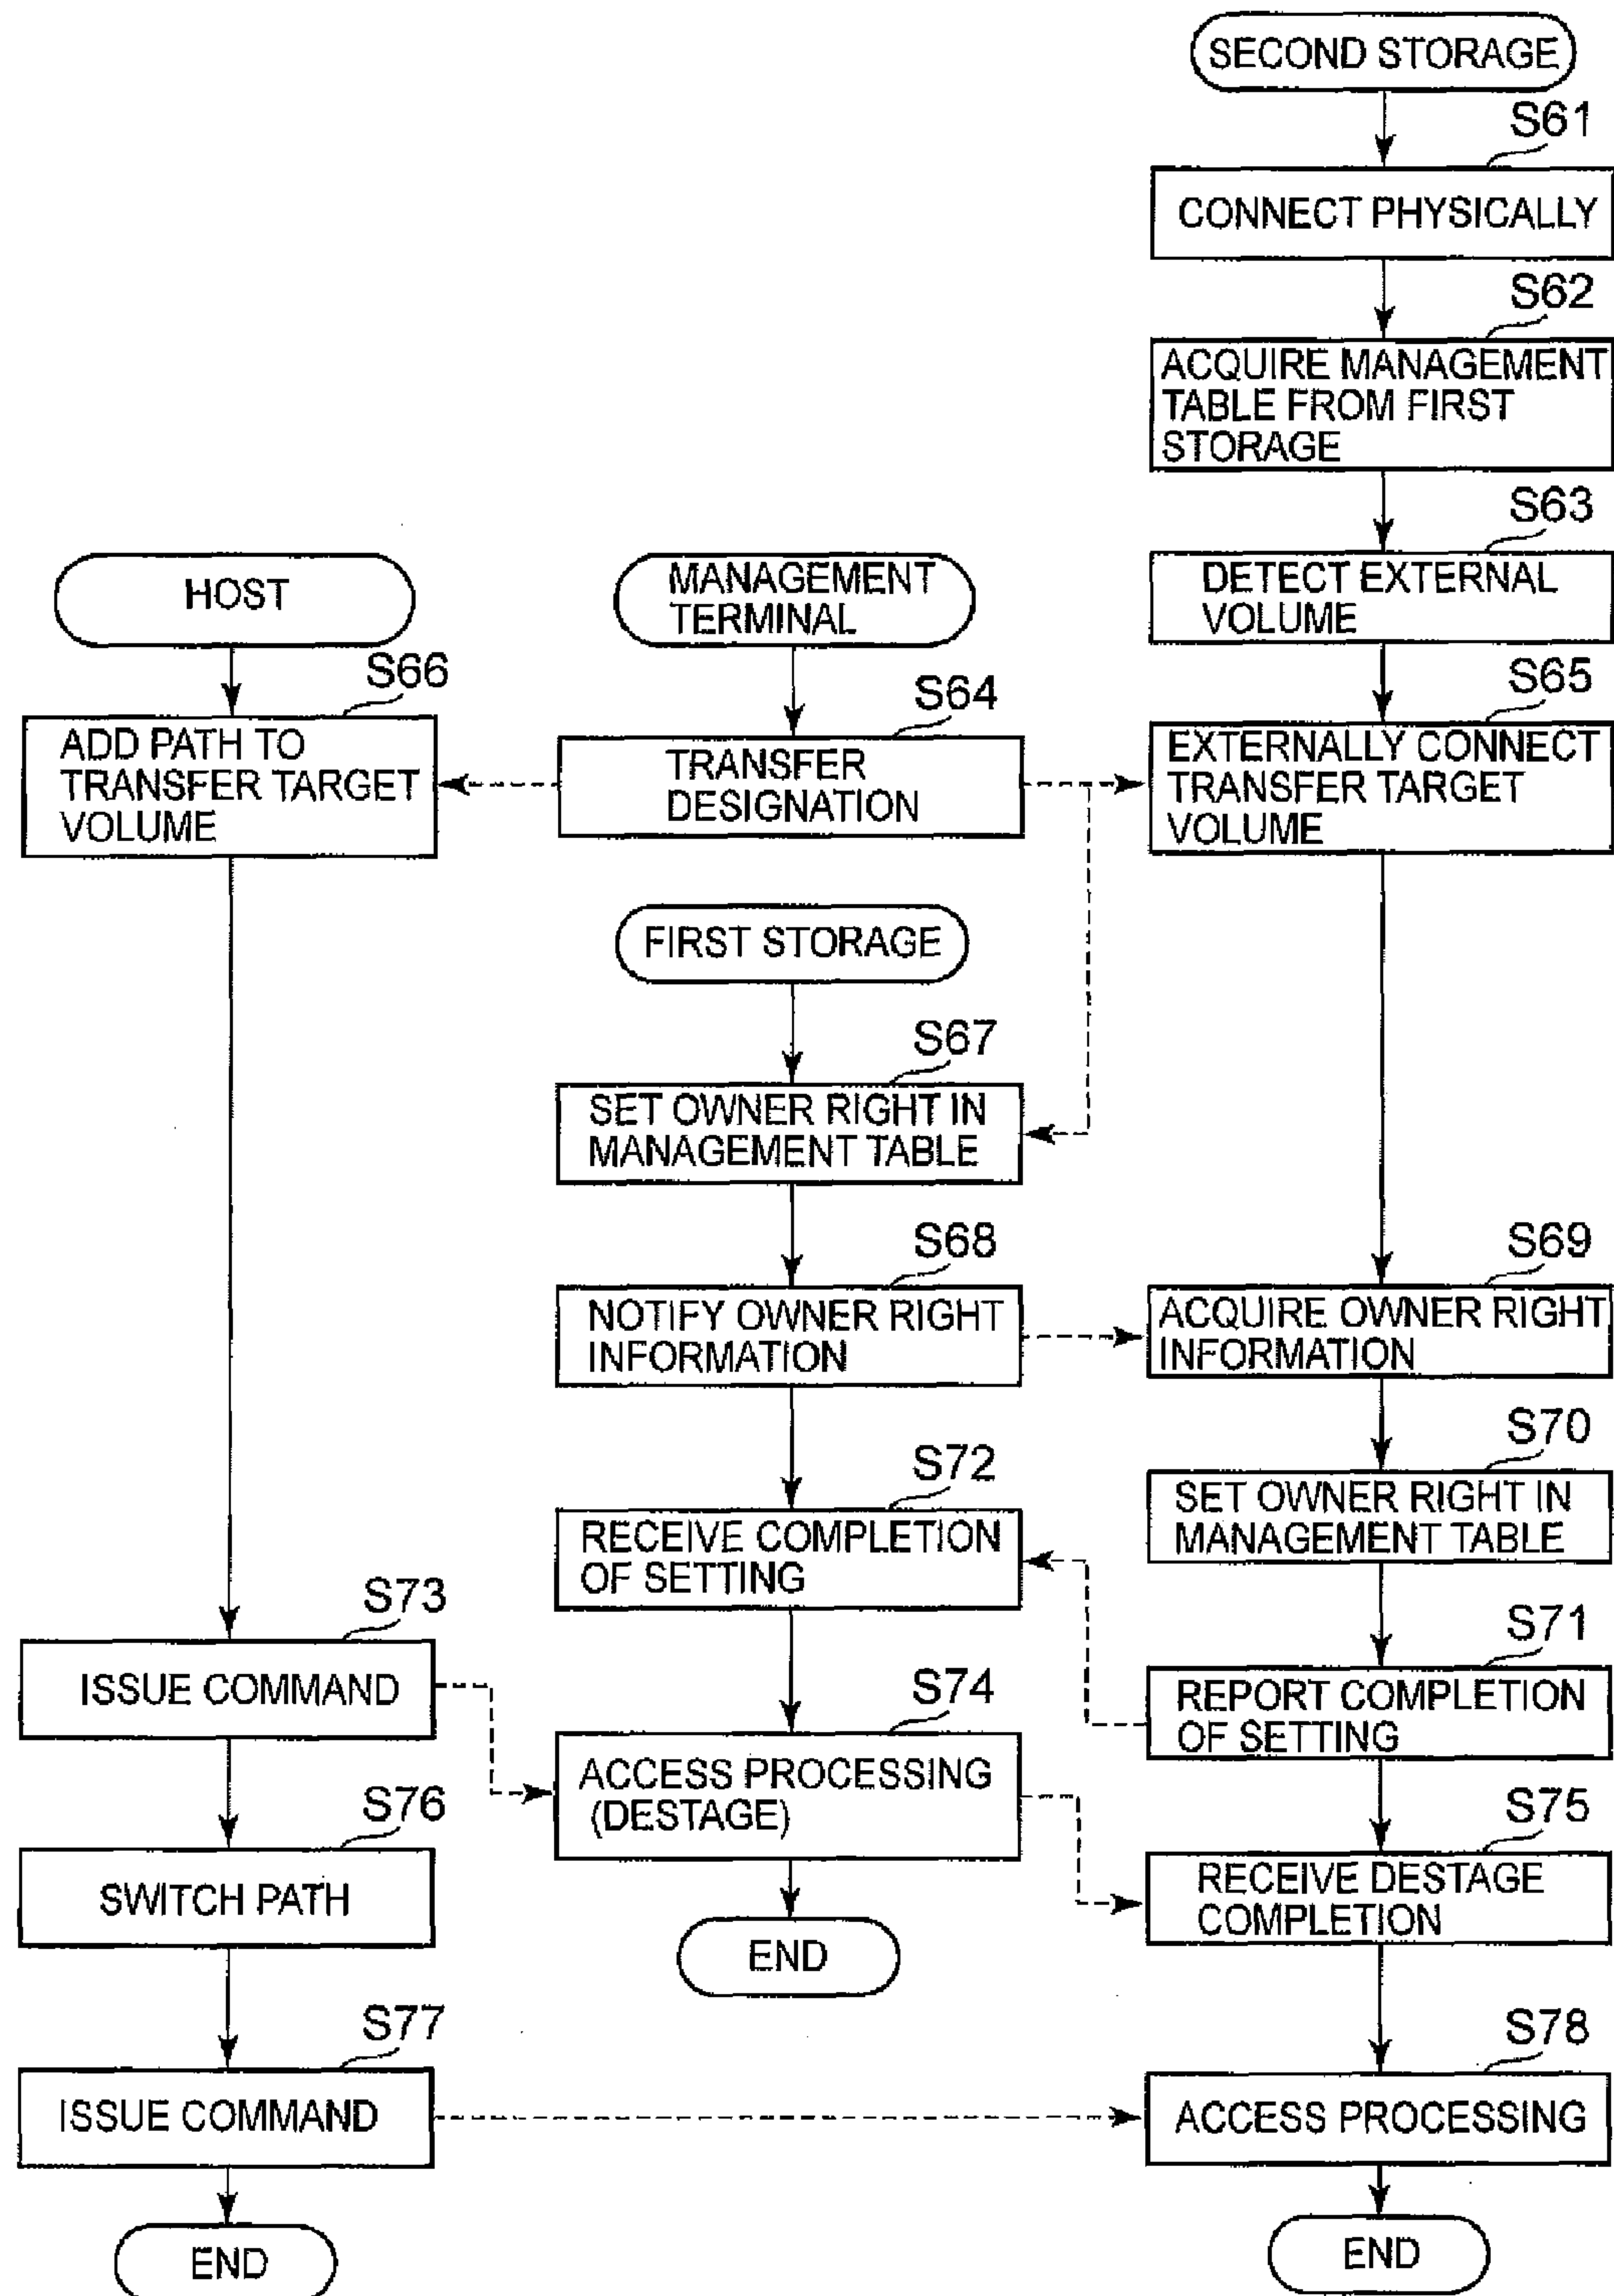 SECOND STORAGE
S61
CONNECT PHYSICALLY
S62
ACQUIRE MANAGEMENT
TABLE FROM FIRST
STORAGE
S63
DETECT EXTERNAL
VOLUME
HOST
MANAGEMENT
TERMINAL
S66
ADD PATH TO
TRANSFER TARGET
VOLUME
S64
TRANSFER
DESIGNATION
S65
EXTERNALLY CONNECT
TRANSFER TARGET
VOLUME
FIRST STORAGE
S67
SET OWNER RIGHT IN
MANAGEMENT TABLE
S68
NOTIFY OWNER RIGHT
INFORMATION
S69
ACQUIRE OWNER RIGHT
INFORMATION
S70
SET OWNER RIGHT IN
MANAGEMENT TABLE
S72
RECEIVE COMPLETION
OF SETTING
S71
REPORT COMPLETION
OF SETTING
S73
ISSUE COMMAND
S74
ACCESS PROCESSING
(DESTAGE)
END
S75
RECEIVE DESTAGE
COMPLETION
S76
SWITCH PATH
S77
ISSUE COMMAND
S78
ACCESS PROCESSING
END
END